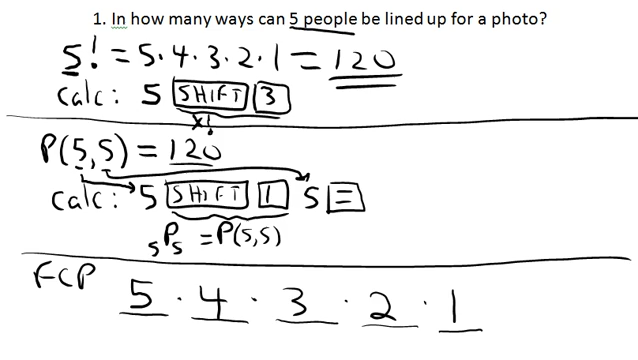 1. In how many ways can 5 people be lined up for a photo?
5! = 5·4·3·2·1 = 120
calc: 5 SHIFT 3
x!
P(5,5) = 120
calc: 5 SHIFT 1 5 =
₅P₅ = P(5,5)
FCP
5 · 4 · 3 · 2 · 1